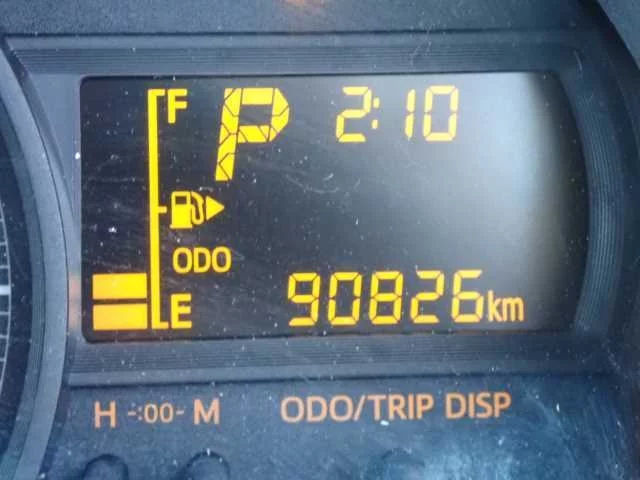 F
P 2:10
ODO
E 90826km
H -:00- M ODO/TRIP DISP